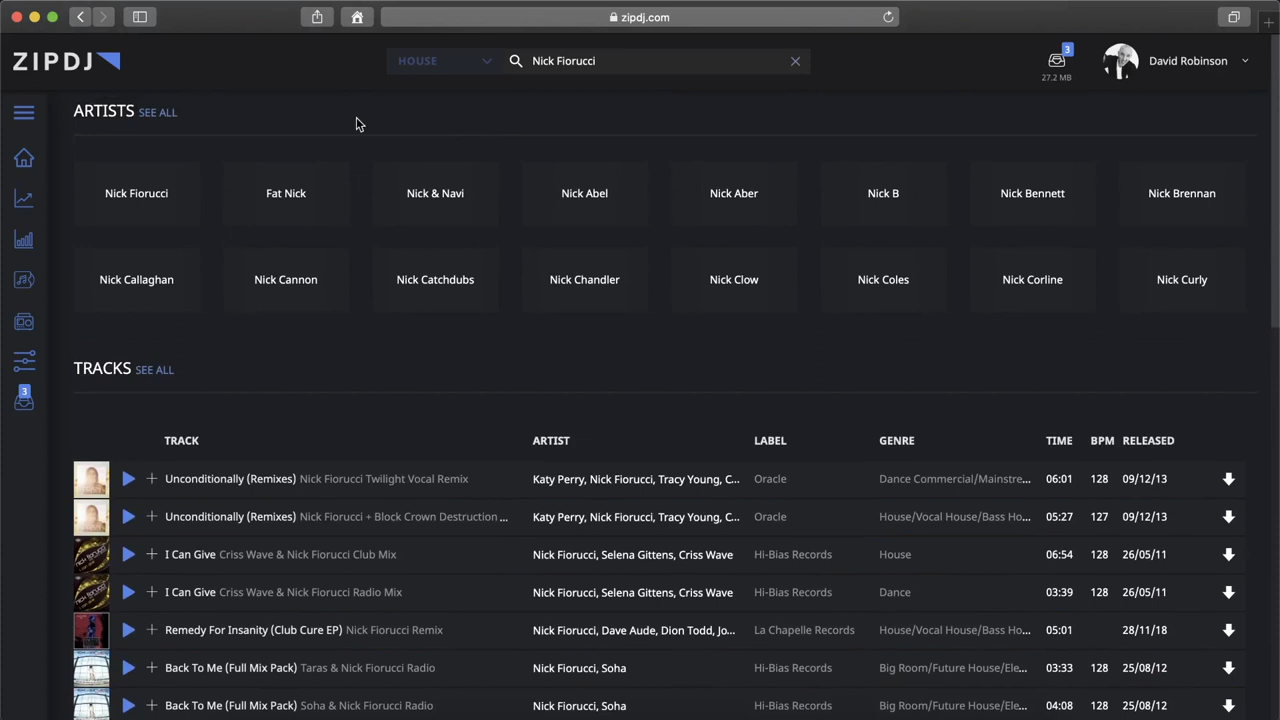 zipdj.com
ZIPDJ
HOUSE
Nick Fiorucci
3
27.2 MB
David Robinson
ARTISTS SEE ALL
Nick Fiorucci Fat Nick Nick & Navi Nick Abel Nick Aber Nick B Nick Bennett Nick Brennan
Nick Callaghan Nick Cannon Nick Catchdubs Nick Chandler Nick Clow Nick Coles Nick Corline Nick Curly
3
TRACKS SEE ALL
TRACK ARTIST LABEL GENRE TIME BPM RELEASED
Unconditionally (Remixes) Nick Fiorucci Twilight Vocal Remix Katy Perry, Nick Fiorucci, Tracy Young, C... Oracle Dance Commercial/Mainstre... 06:01 128 09/12/13
Unconditionally (Remixes) Nick Fiorucci + Block Crown Destruction ... Katy Perry, Nick Fiorucci, Tracy Young, C... Oracle House/Vocal House/Bass Ho... 05:27 127 09/12/13
I Can Give Criss Wave & Nick Fiorucci Club Mix Nick Fiorucci, Selena Gittens, Criss Wave Hi-Bias Records House 06:54 128 26/05/11
I Can Give Criss Wave & Nick Fiorucci Radio Mix Nick Fiorucci, Selena Gittens, Criss Wave Hi-Bias Records Dance 03:39 128 26/05/11
Remedy For Insanity (Club Cure EP) Nick Fiorucci Remix Nick Fiorucci, Dave Aude, Dion Todd, Jo... La Chapelle Records House/Vocal House/Bass Ho... 05:01 28/11/18
Back To Me (Full Mix Pack) Taras & Nick Fiorucci Radio Nick Fiorucci, Soha Hi-Bias Records Big Room/Future House/Ele... 03:33 128 25/08/12
Back To Me (Full Mix Pack) Soha & Nick Fiorucci Radio Nick Fiorucci, Soha Hi-Bias Records Big Room/Future House/Ele... 04:08 128 25/08/12